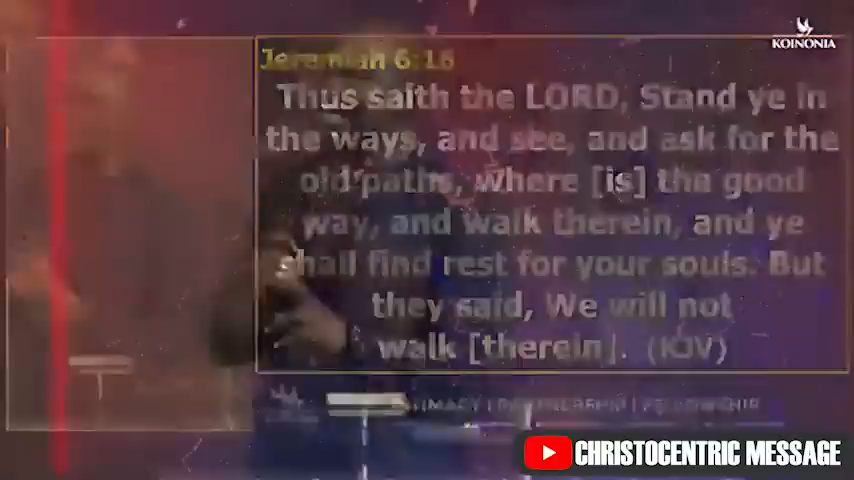 KOINONIA
Jeremiah 6:16
Thus saith the LORD, Stand ye in
the ways, and see, and ask for the
old paths, where [is] the good
way, and walk therein, and ye
shall find rest for your souls. But
they said, We will not
walk [therein]. (KJV)
FELLOWSHIP
CHRISTOCENTRIC MESSAGE